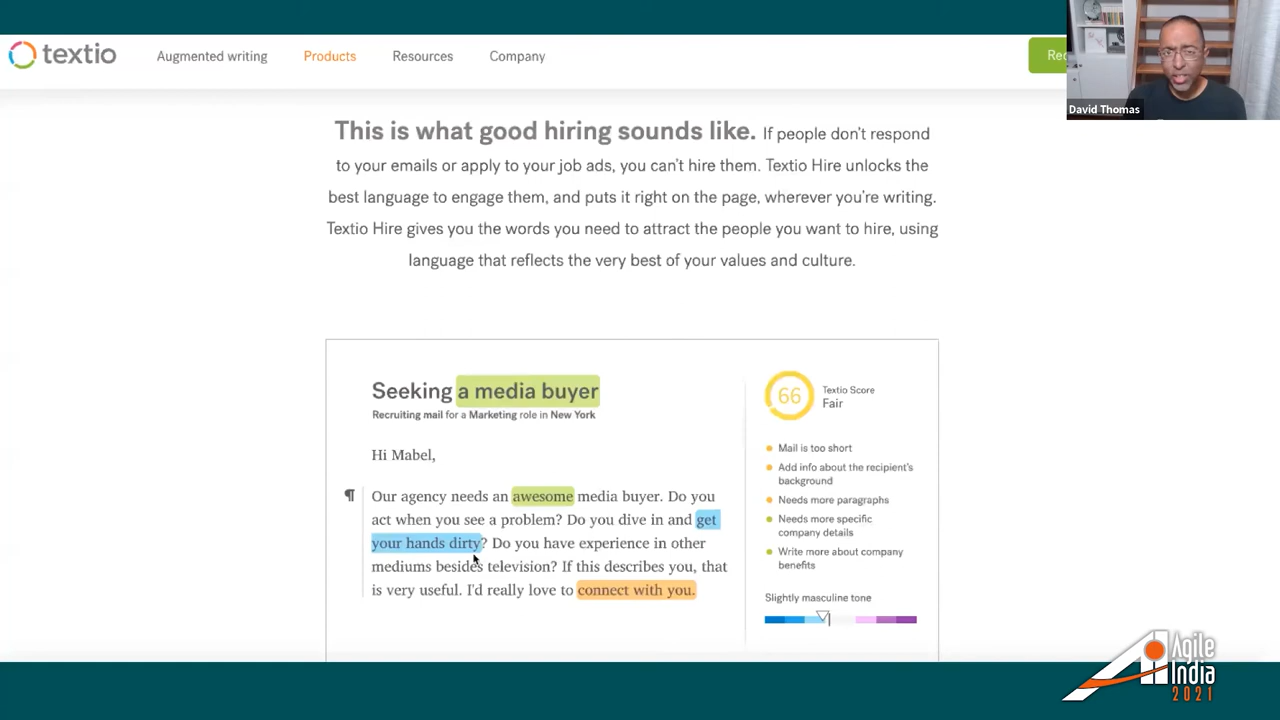 textio
Augmented writing
Products
Resources
Company
Rec
David Thomas
This is what good hiring sounds like. If people don't respond
to your emails or apply to your job ads, you can't hire them. Textio Hire unlocks the
best language to engage them, and puts it right on the page, wherever you're writing.
Textio Hire gives you the words you need to attract the people you want to hire, using
language that reflects the very best of your values and culture.
Seeking a media buyer
Recruiting mail for a Marketing role in New York
Hi Mabel,
¶ Our agency needs an awesome media buyer. Do you
act when you see a problem? Do you dive in and get
your hands dirty? Do you have experience in other
mediums besides television? If this describes you, that
is very useful. I'd really love to connect with you.
66
Textio Score
Fair
Mail is too short
Add info about the recipient's
background
Needs more paragraphs
Needs more specific
company details
Write more about company
benefits
Slightly masculine tone
Agile
India
2021